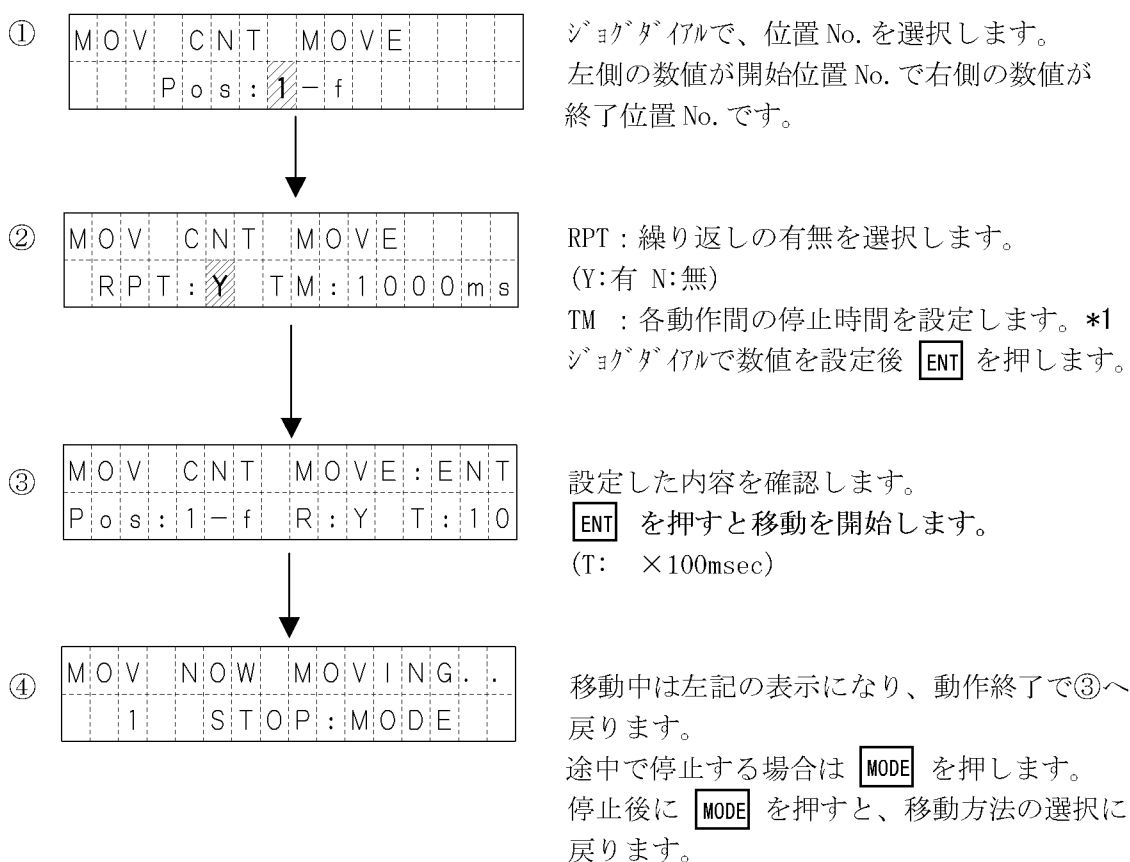 ①
MOV CNT MOVE
Pos:1-f
ｼﾞｮｸﾞﾀﾞｲｱﾙで、位置 No.を選択します。
左側の数値が開始位置 No.で右側の数値が
終了位置 No.です。
②
MOV CNT MOVE
RPT:Y TM:1000ms
RPT：繰り返しの有無を選択します。
(Y:有 N:無)
TM ：各動作間の停止時間を設定します。*1
ｼﾞｮｸﾞﾀﾞｲｱﾙで数値を設定後 ENT を押します。
③
MOV CNT MOVE:ENT
Pos:1-f R:Y T:10
設定した内容を確認します。
ENT を押すと移動を開始します。
(T: ×100msec)
④
MOV NOW MOVING..
1 STOP:MODE
移動中は左記の表示になり、動作終了で③へ
戻ります。
途中で停止する場合は MODE を押します。
停止後に MODE を押すと、移動方法の選択に
戻ります。